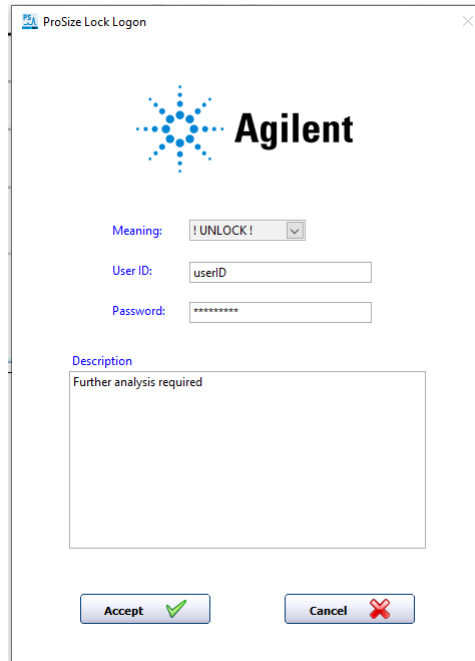 ProSize Lock Logon
Agilent
Meaning: ! UNLOCK !
User ID: userID
Password: *********
Description
Further analysis required
Accept Cancel